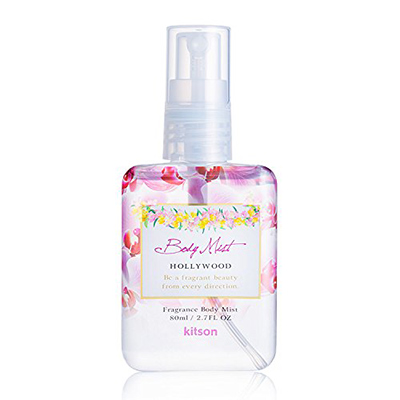 Body Mist
HOLLYWOOD
Be a fragrant beauty
from every direction.
Fragrance Body Mist
80ml / 2.7FL OZ
kitson